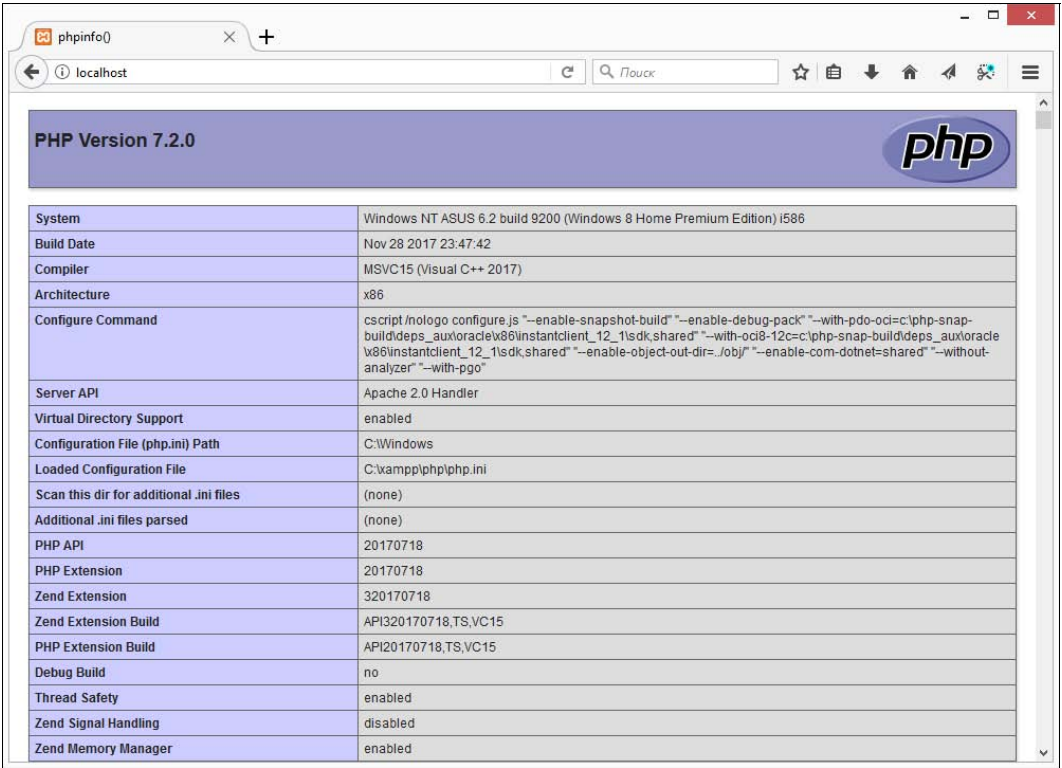 phpinfo()
localhost
Поиск
PHP Version 7.2.0
php
System Windows NT ASUS 6.2 build 9200 (Windows 8 Home Premium Edition) i586
Build Date Nov 28 2017 23:47:42
Compiler MSVC15 (Visual C++ 2017)
Architecture x86
Configure Command cscript /nologo configure.js "--enable-snapshot-build" "--enable-debug-pack" "--with-pdo-oci=c:\php-snap-
build\deps_aux\oracle\x86\instantclient_12_1\sdk,shared" "--with-oci8-12c=c:\php-snap-build\deps_aux\oracle
\x86\instantclient_12_1\sdk,shared" "--enable-object-out-dir=../obj/" "--enable-com-dotnet=shared" "--without-
analyzer" "--with-pgo"
Server API Apache 2.0 Handler
Virtual Directory Support enabled
Configuration File (php.ini) Path C:\Windows
Loaded Configuration File C:\xampp\php\php.ini
Scan this dir for additional .ini files (none)
Additional .ini files parsed (none)
PHP API 20170718
PHP Extension 20170718
Zend Extension 320170718
Zend Extension Build API320170718,TS,VC15
PHP Extension Build API20170718,TS,VC15
Debug Build no
Thread Safety enabled
Zend Signal Handling disabled
Zend Memory Manager enabled